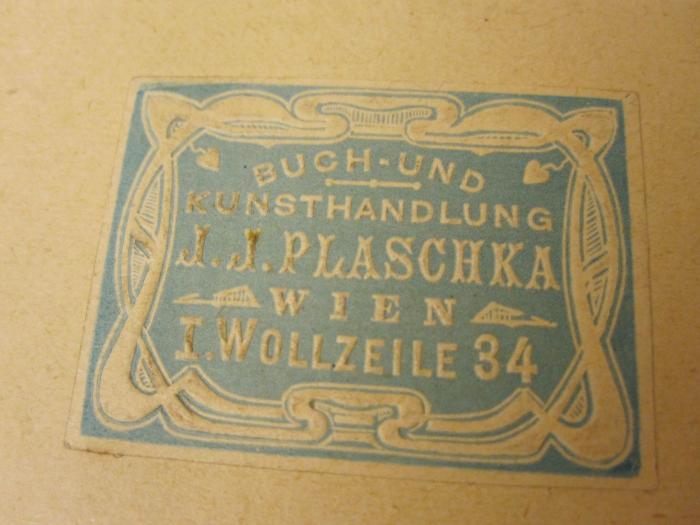 BUCH-UND
KUNSTHANDLUNG
J. J. PLASCHKA
WIEN
I. WOLLZEILE 34